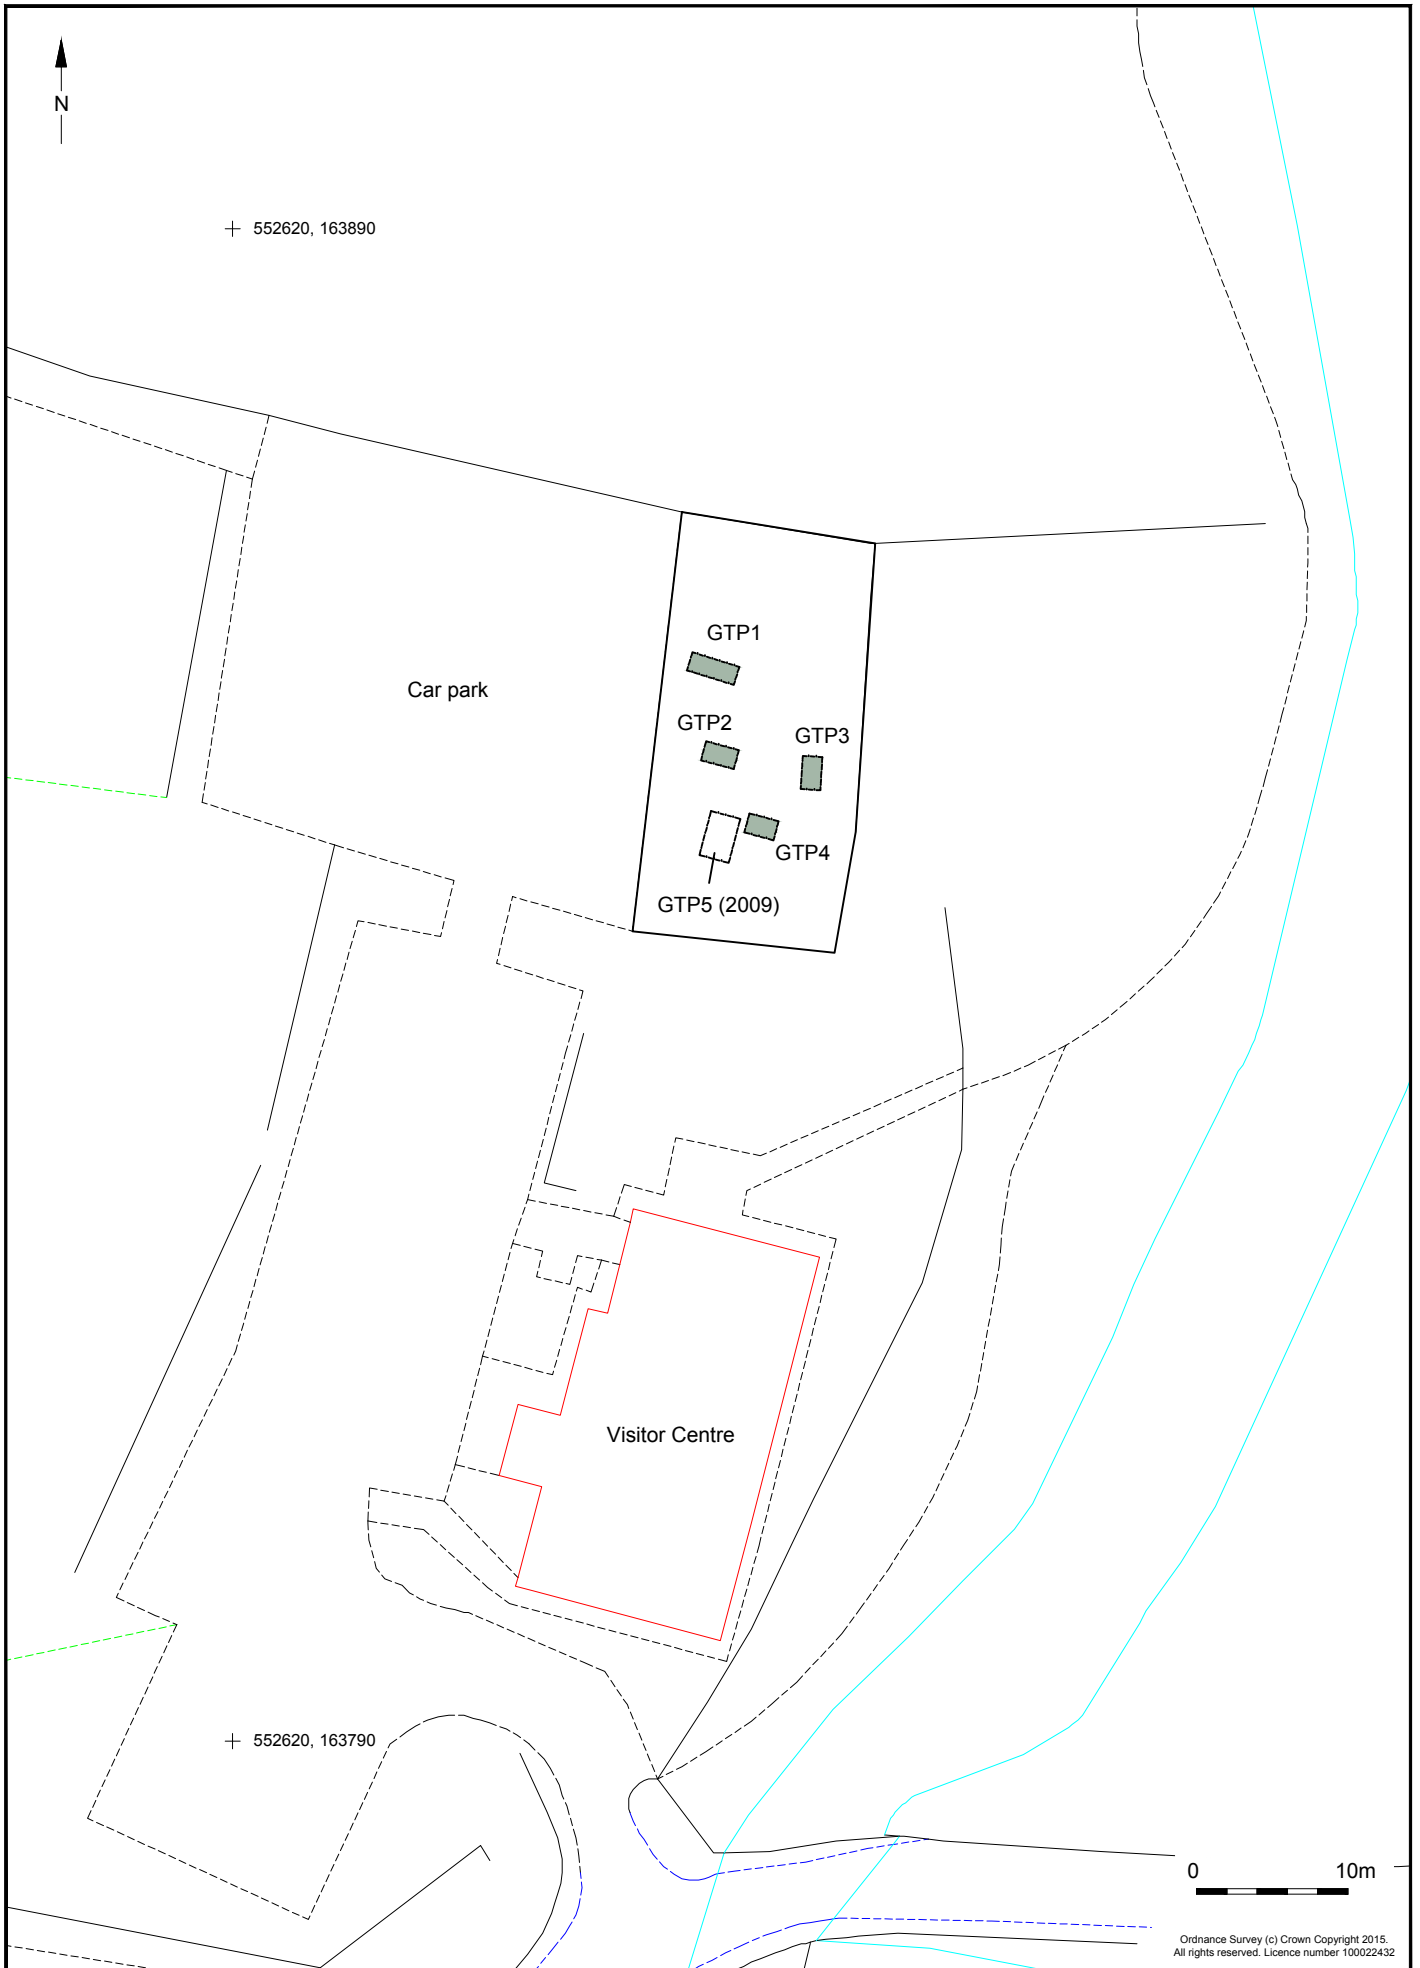 N
552620, 163890
GTP1
Car park
GTP2
GTP3
GTP4
GTP5 (2009)
Visitor Centre
552620, 163790
0 10m
Ordnance Survey (c) Crown Copyright 2015.
All rights reserved. Licence number 100022432